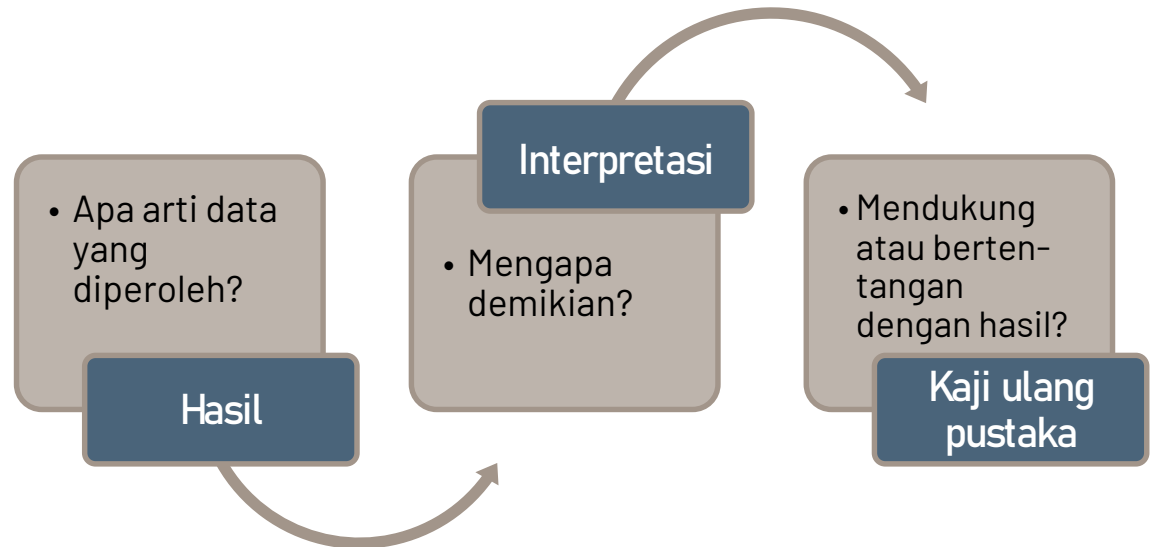 • Apa arti data
yang
diperoleh?
Hasil
Interpretasi
• Mengapa
demikian?
• Mendukung
atau berten-
tangan
dengan hasil?
Kaji ulang
pustaka